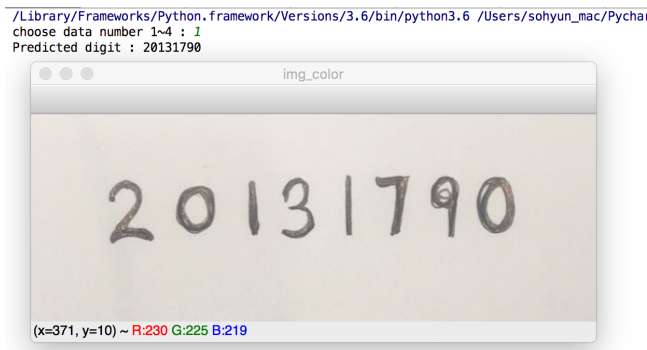 /Library/Frameworks/Python.framework/Versions/3.6/bin/python3.6 /Users/sohyun_mac/Pychar
choose data number 1~4 : 1
Predicted digit : 20131790
img_color
20131790
(x=371, y=10) ~ R:230 G:225 B:219